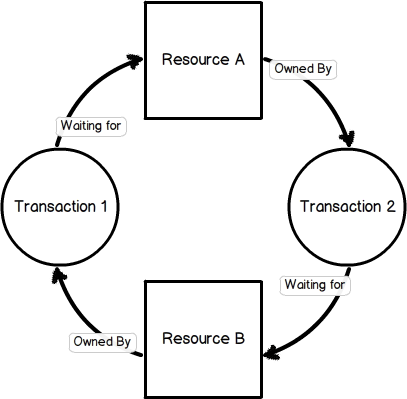 Resource A
Owned By
Waiting for
Transaction 1
Transaction 2
Waiting for
Owned By
Resource B